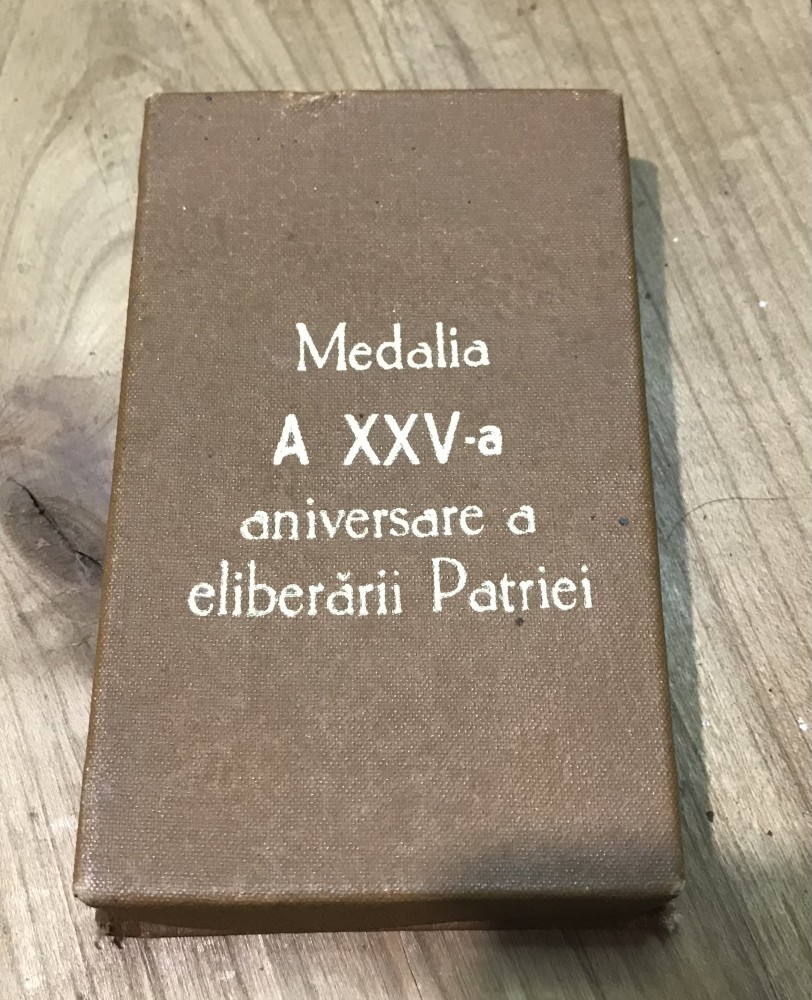 Medalia
A XXV-a
aniversare a
eliberării Patriei